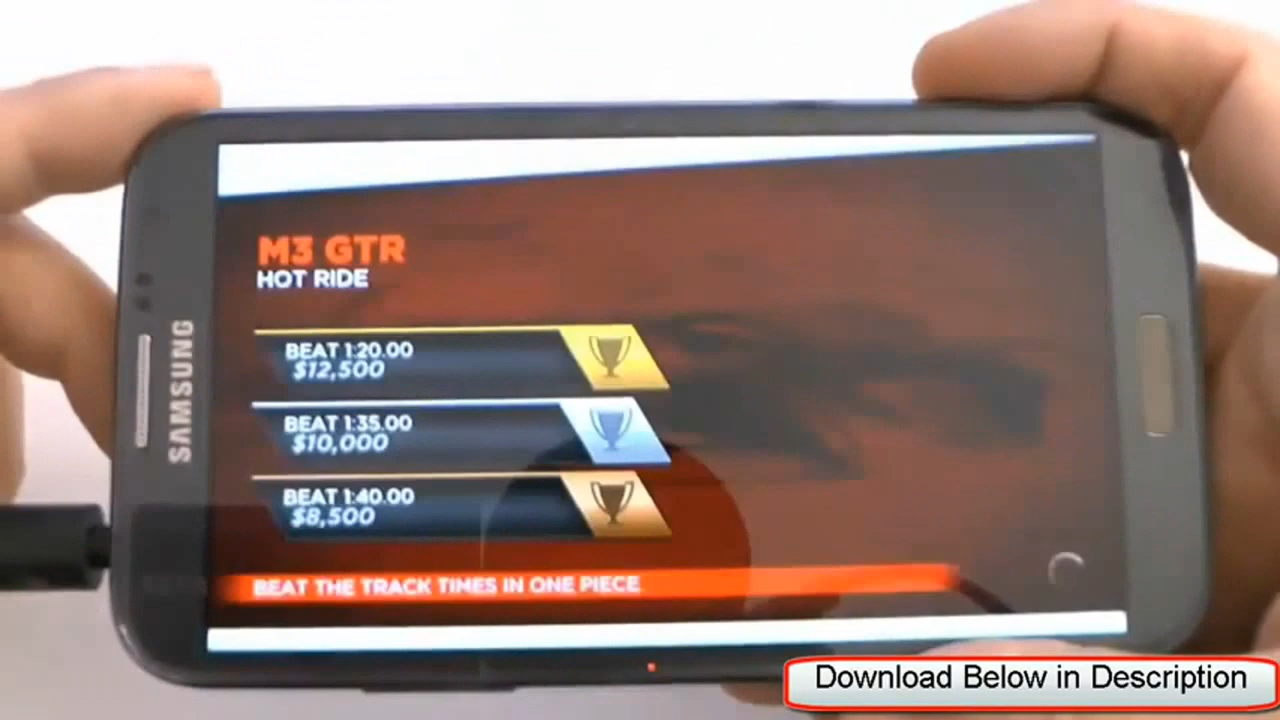 SAMSUNG
M3 GTR
HOT RIDE
BEAT 1:20.00
$12,500
BEAT 1:35.00
$10,000
BEAT 1:40.00
$8,500
BEAT THE TRACK TIMES IN ONE PIECE
Download Below in Description